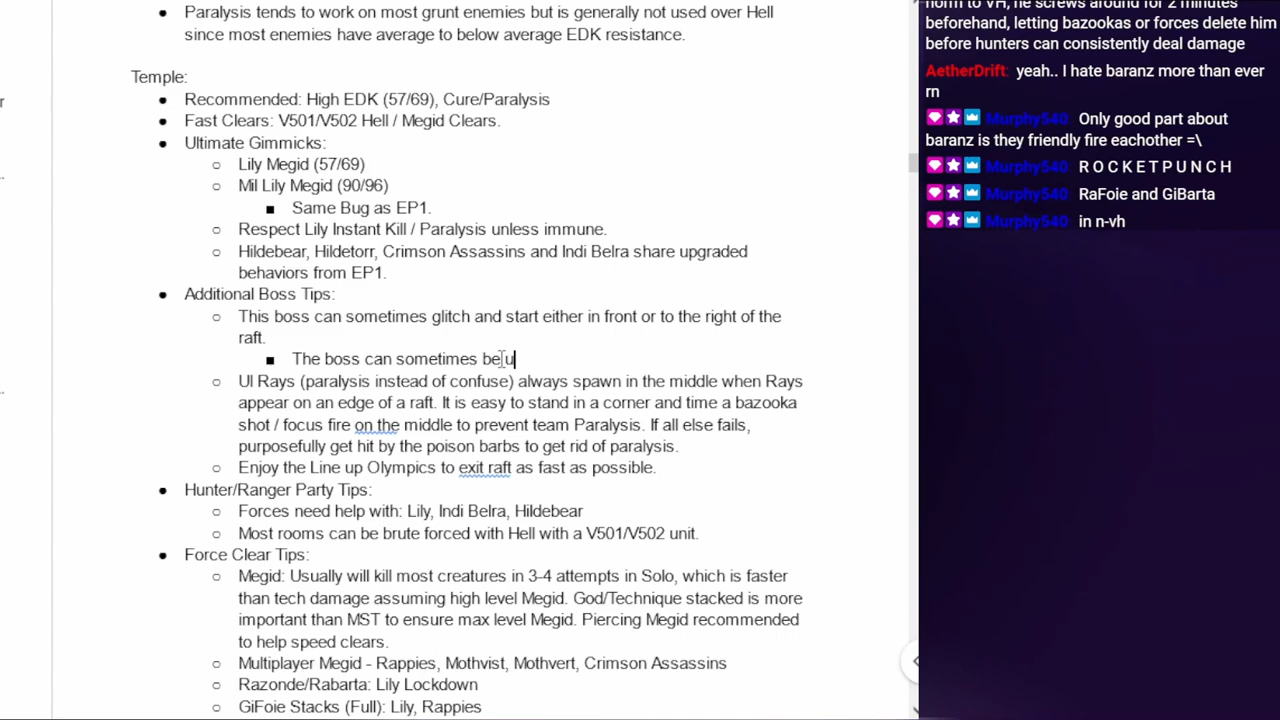 Paralysis tends to work on most grunt enemies but is generally not used over Hell
since most enemies have average to below average EDK resistance.
Temple:
Recommended: High EDK (57/69), Cure/Paralysis
Fast Clears: V501/V502 Hell / Megid Clears.
Ultimate Gimmicks:
Lily Megid (57/69)
Mil Lily Megid (90/96)
Same Bug as EP1.
Respect Lily Instant Kill / Paralysis unless immune.
Hildebear, Hildetorr, Crimson Assassins and Indi Belra share upgraded
behaviors from EP1.
Additional Boss Tips:
This boss can sometimes glitch and start either in front or to the right of the
raft.
The boss can sometimes be u
Ul Rays (paralysis instead of confuse) always spawn in the middle when Rays
appear on an edge of a raft. It is easy to stand in a corner and time a bazooka
shot / focus fire on the middle to prevent team Paralysis. If all else fails,
purposefully get hit by the poison barbs to get rid of paralysis.
Enjoy the Line up Olympics to exit raft as fast as possible.
Hunter/Ranger Party Tips:
Forces need help with: Lily, Indi Belra, Hildebear
Most rooms can be brute forced with Hell with a V501/V502 unit.
Force Clear Tips:
Megid: Usually will kill most creatures in 3-4 attempts in Solo, which is faster
than tech damage assuming high level Megid. God/Technique stacked is more
important than MST to ensure max level Megid. Piercing Megid recommended
to help speed clears.
Multiplayer Megid - Rappies, Mothvist, Mothvert, Crimson Assassins
Razonde/Rabarta: Lily Lockdown
GiFoie Stacks (Full): Lily, Rappies
norm to VH, he screws around for 2 minutes
beforehand, letting bazookas or forces delete him
before hunters can consistently deal damage
AetherDrift: yeah.. I hate baranz more than ever
rn
Murphy540: Only good part about
baranz is they friendly fire eachother =\
Murphy540: R O C K E T P U N C H
Murphy540: RaFoie and GiBarta
Murphy540: in n-vh